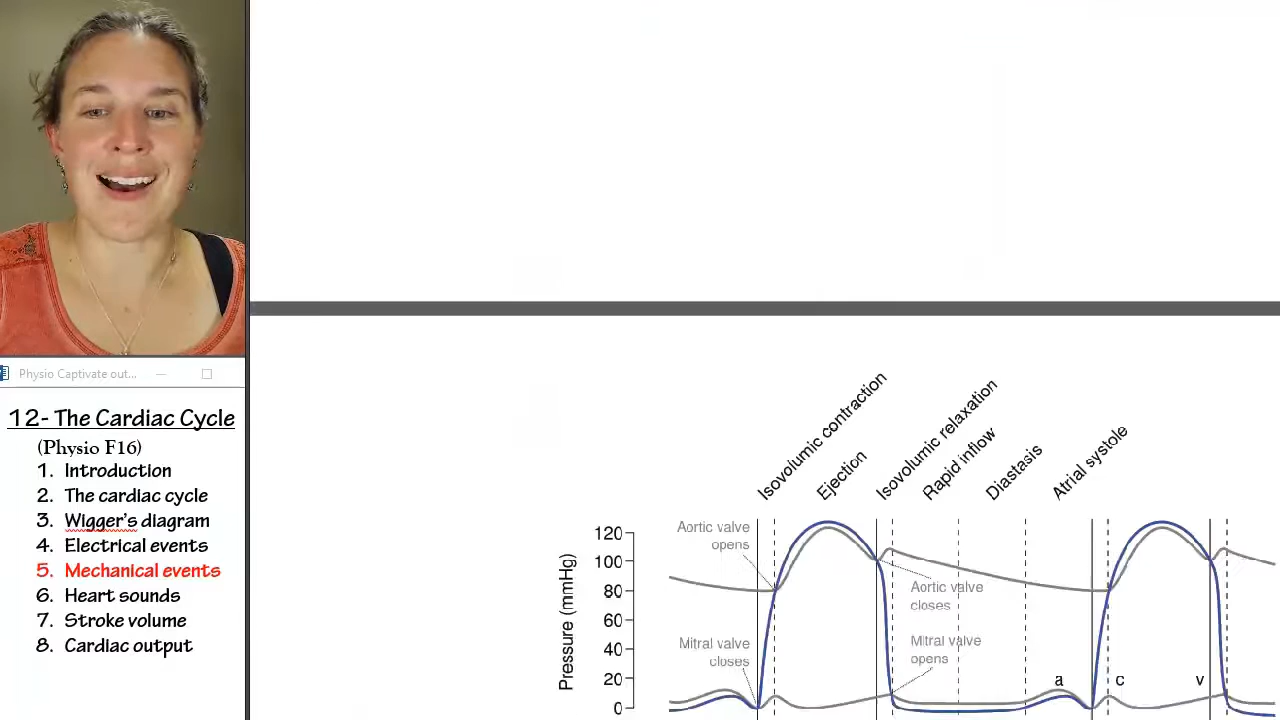 Physio Captivate out...
12- The Cardiac Cycle
(Physio F16)
1. Introduction
2. The cardiac cycle
3. Wigger's diagram
4. Electrical events
5. Mechanical events
6. Heart sounds
7. Stroke volume
8. Cardiac output
Isovolumic contraction
Ejection
Isovolumic relaxation
Rapid inflow
Diastasis
Atrial systole
Pressure (mmHg)
120
100
80
60
40
20
0
Aortic valve
opens
Aortic valve
closes
Mitral valve
closes
Mitral valve
opens
a
c
v